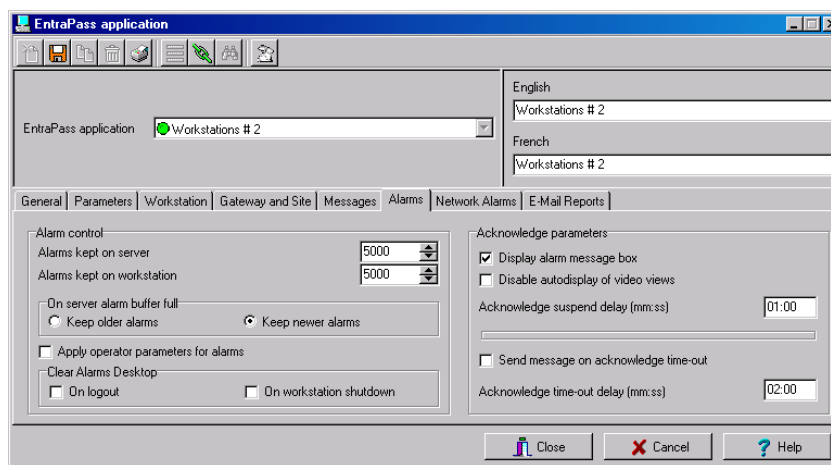 EntraPass application
English
Workstations # 2
EntraPass application
Workstations # 2
French
Workstations # 2
General Parameters Workstation Gateway and Site Messages Alarms Network Alarms E-Mail Reports
Alarm control
Alarms kept on server 5000
Alarms kept on workstation 5000
On server alarm buffer full
Keep older alarms Keep newer alarms
Apply operator parameters for alarms
Clear Alarms Desktop
On logout On workstation shutdown
Acknowledge parameters
Display alarm message box
Disable autodisplay of video views
Acknowledge suspend delay (mm:ss) 01:00
Send message on acknowledge time-out
Acknowledge time-out delay (mm:ss) 02:00
Close Cancel Help